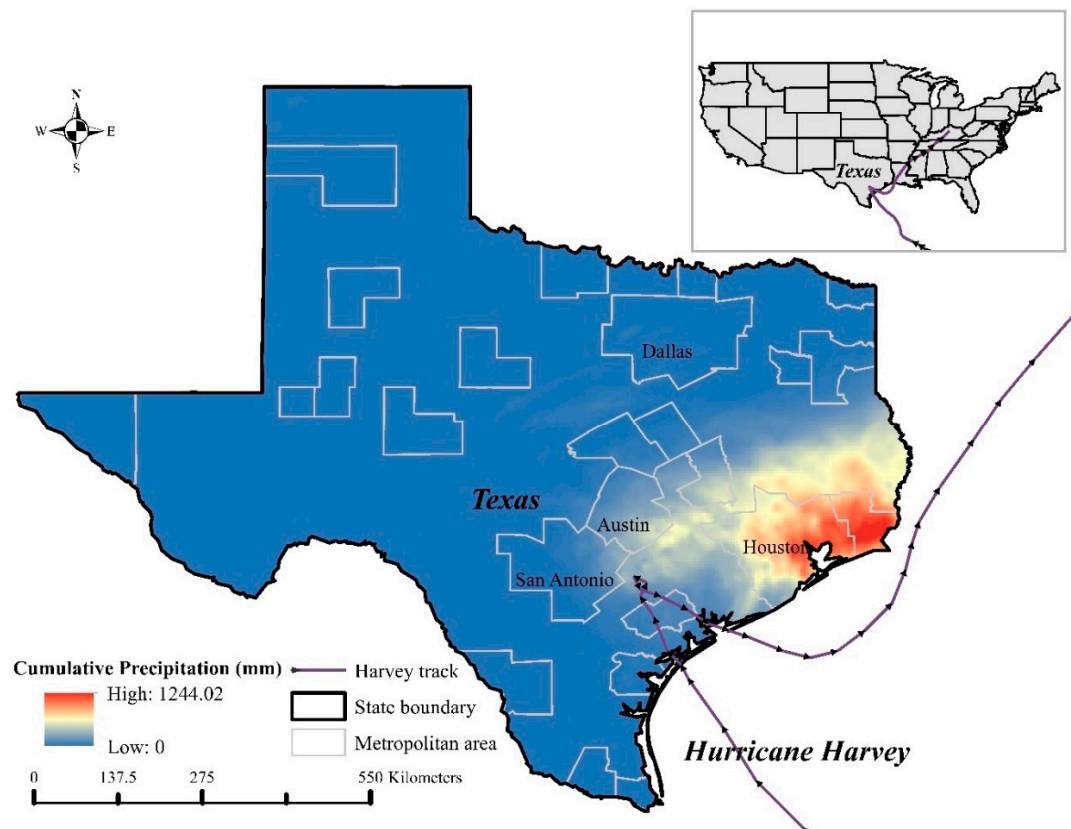 N
W E
S
Texas
Dallas
Texas
Austin
Houston
San Antonio
Cumulative Precipitation (mm)
High: 1244.02
Low: 0
Harvey track
State boundary
Metropolitan area
Hurricane Harvey
0 137.5 275 550 Kilometers